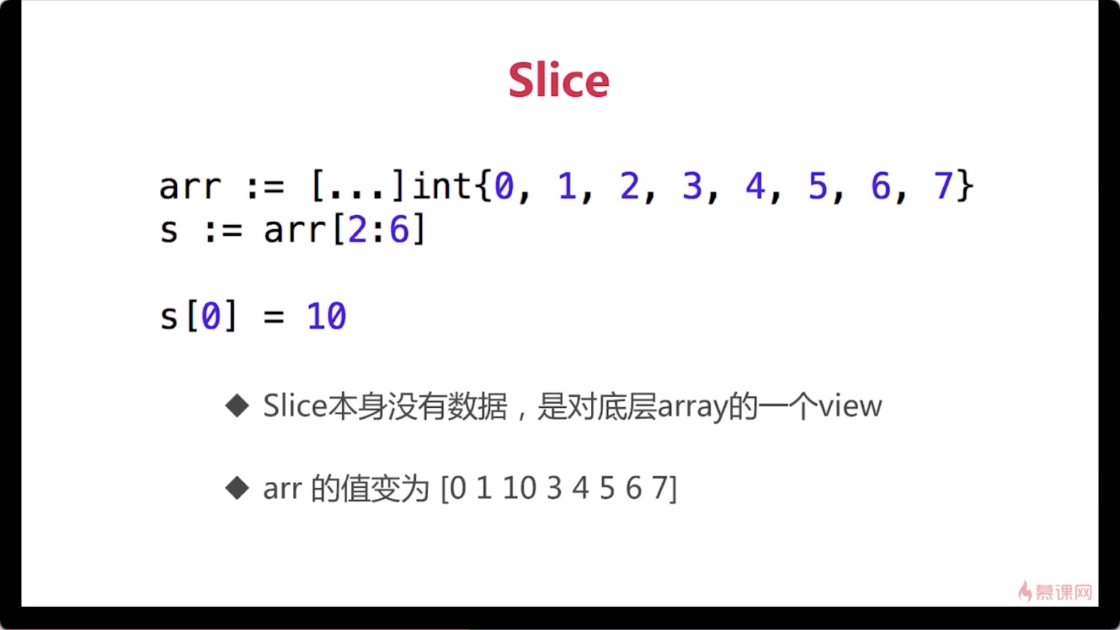 Slice
arr := [...]int{0, 1, 2, 3, 4, 5, 6, 7}
s := arr[2:6]
s[0] = 10
◆ Slice本身没有数据，是对底层array的一个view
◆ arr 的值变为 [0 1 10 3 4 5 6 7]
慕课网